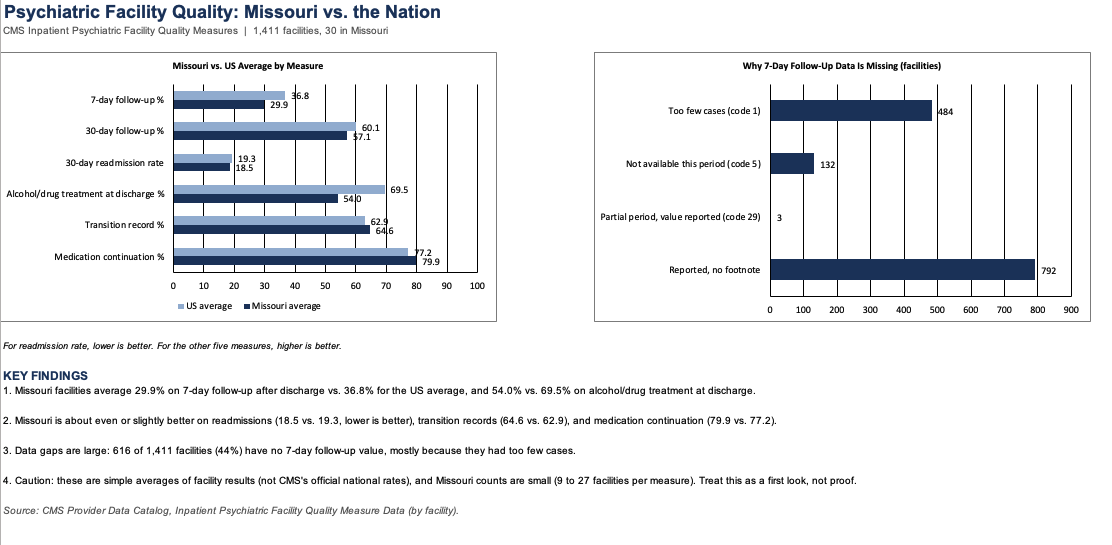 Psychiatric Facility Quality: Missouri vs. the Nation
CMS Inpatient Psychiatric Facility Quality Measures | 1,411 facilities, 30 in Missouri
Missouri vs. US Average by Measure
7-day follow-up %
36.8
29.9
30-day follow-up %
60.1
57.1
30-day readmission rate
19.3
18.5
Alcohol/drug treatment at discharge %
69.5
54.0
Transition record %
62.9
64.6
Medication continuation %
77.2
79.9
0 10 20 30 40 50 60 70 80 90 100
US average Missouri average
Why 7-Day Follow-Up Data Is Missing (facilities)
Too few cases (code 1)
484
Not available this period (code 5)
132
Partial period, value reported (code 29)
3
Reported, no footnote
792
0 100 200 300 400 500 600 700 800 900
For readmission rate, lower is better. For the other five measures, higher is better.
KEY FINDINGS
1. Missouri facilities average 29.9% on 7-day follow-up after discharge vs. 36.8% for the US average, and 54.0% vs. 69.5% on alcohol/drug treatment at discharge.
2. Missouri is about even or slightly better on readmissions (18.5 vs. 19.3, lower is better), transition records (64.6 vs. 62.9), and medication continuation (79.9 vs. 77.2).
3. Data gaps are large: 616 of 1,411 facilities (44%) have no 7-day follow-up value, mostly because they had too few cases.
4. Caution: these are simple averages of facility results (not CMS's official national rates), and Missouri counts are small (9 to 27 facilities per measure). Treat this as a first look, not proof.
Source: CMS Provider Data Catalog, Inpatient Psychiatric Facility Quality Measure Data (by facility).